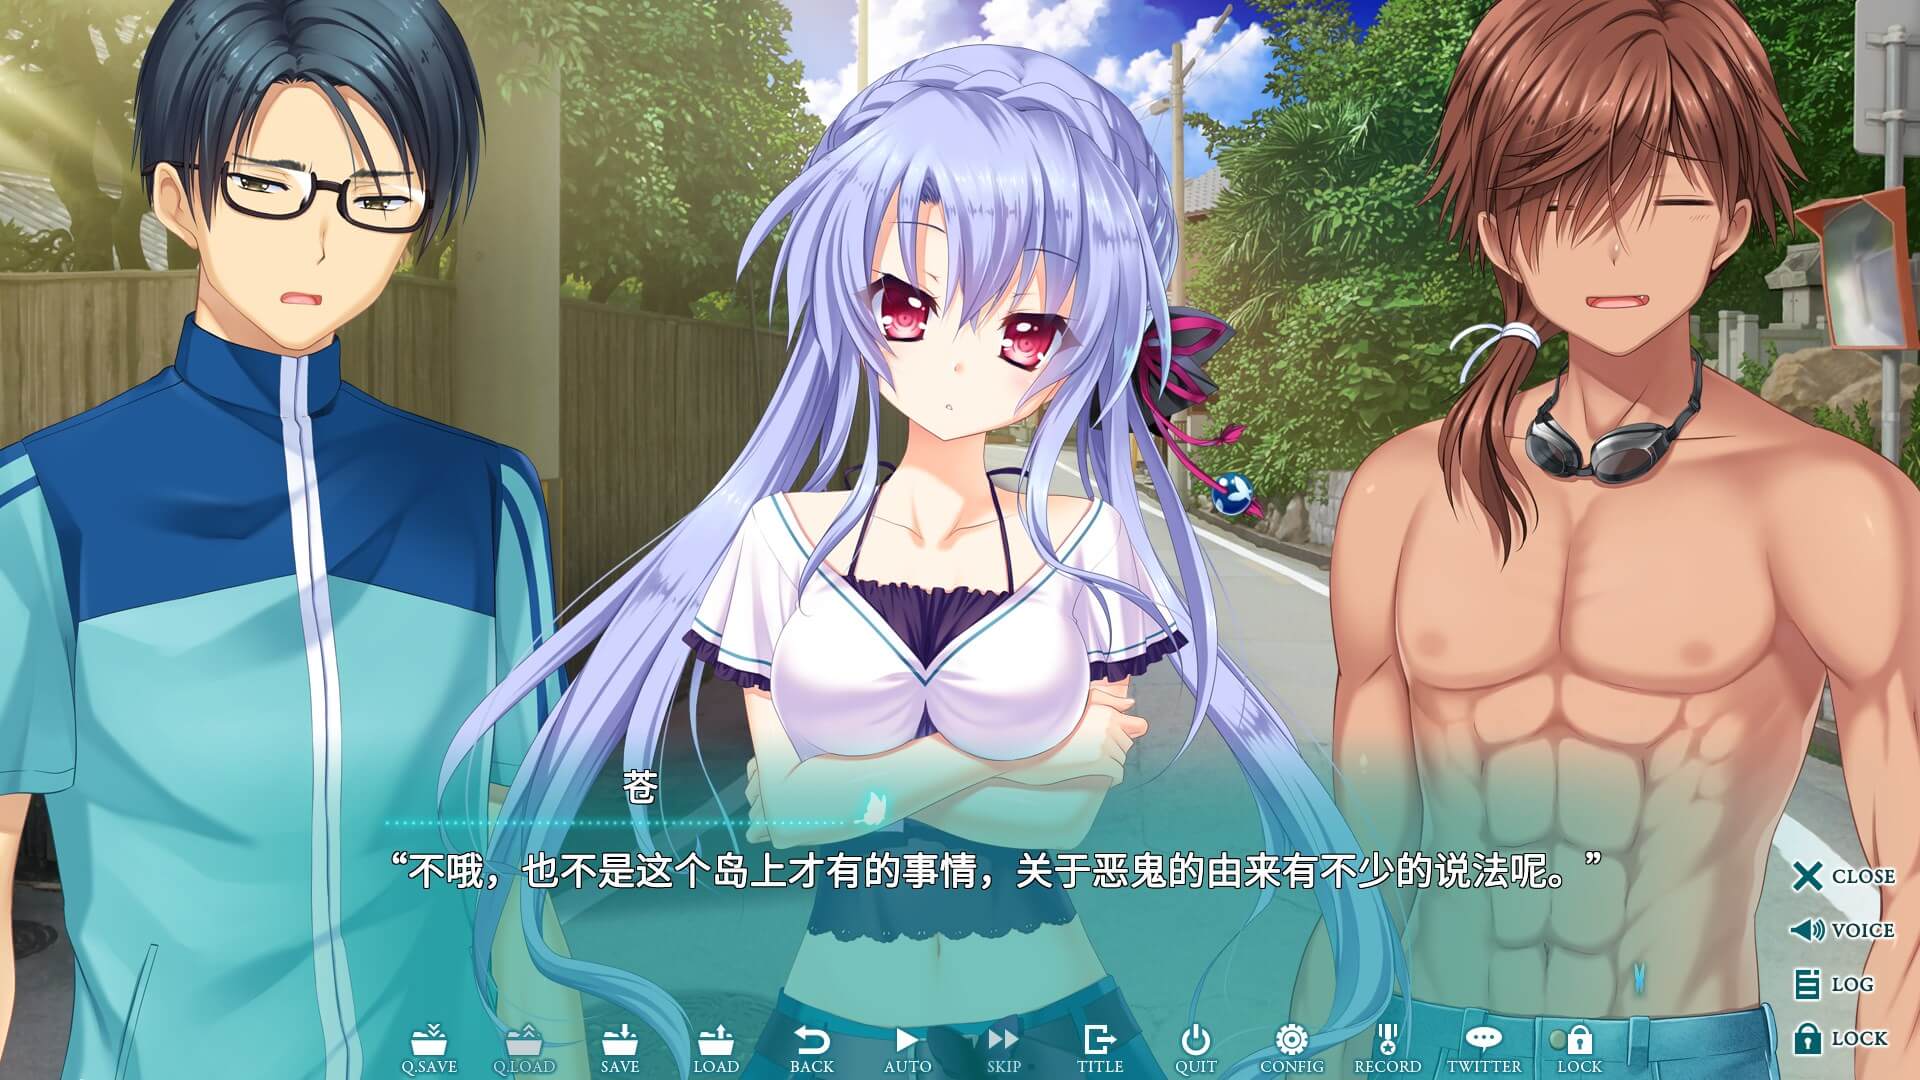 苍
“不哦，也不是这个岛上才有的事情，关于恶鬼的由来有不少的说法呢。”
CLOSE
VOICE
LOG
LOCK
Q.SAVE Q.LOAD SAVE LOAD BACK AUTO SKIP TITLE QUIT CONFIG RECORD TWITTER LOCK